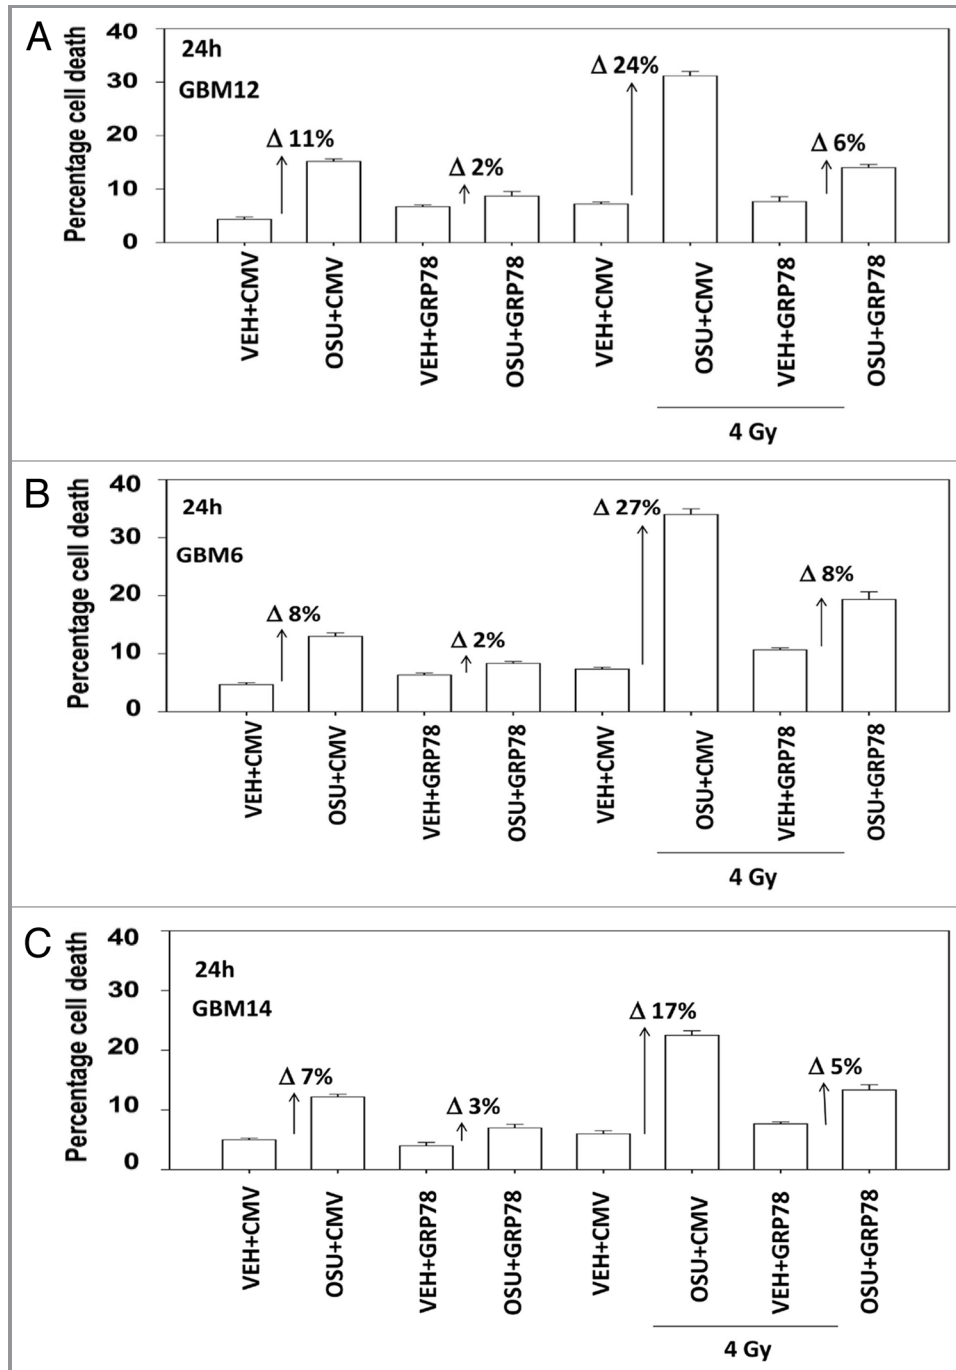 A
Percentage cell death
40
30
20
10
0
24h
GBM12
Δ 11%
Δ 2%
Δ 24%
Δ 6%
VEH+CMV
OSU+CMV
VEH+GRP78
OSU+GRP78
VEH+CMV
OSU+CMV
VEH+GRP78
OSU+GRP78
4 Gy
B
Percentage cell death
40
30
20
10
0
24h
GBM6
Δ 8%
Δ 2%
Δ 27%
Δ 8%
VEH+CMV
OSU+CMV
VEH+GRP78
OSU+GRP78
VEH+CMV
OSU+CMV
VEH+GRP78
OSU+GRP78
4 Gy
C
Percentage cell death
40
30
20
10
0
24h
GBM14
Δ 7%
Δ 3%
Δ 17%
Δ 5%
VEH+CMV
OSU+CMV
VEH+GRP78
OSU+GRP78
VEH+CMV
OSU+CMV
VEH+GRP78
OSU+GRP78
4 Gy